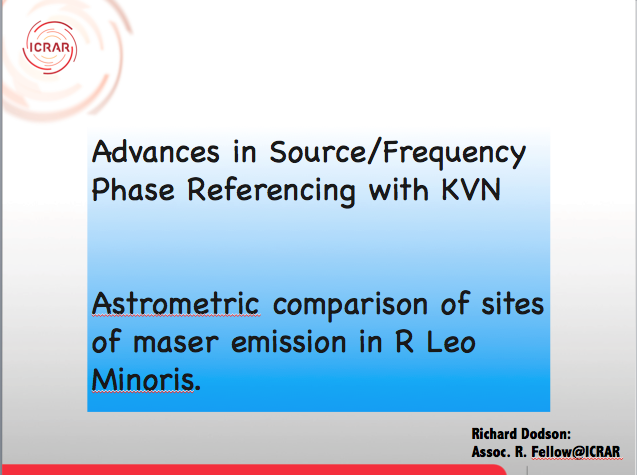 ICRAR
Advances in Source/Frequency
Phase Referencing with KVN
Astrometric comparison of sites
of maser emission in R Leo
Minoris.
Richard Dodson:
Assoc. R. Fellow@ICRAR